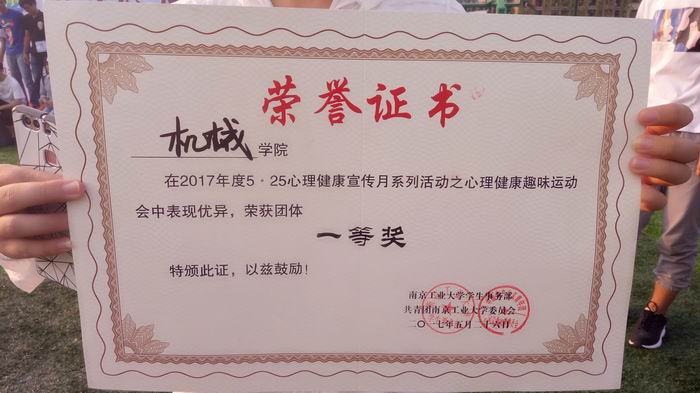 荣誉证书
机械学院
在2017年度5·25心理健康宣传月系列活动之心理健康趣味运动
会中表现优异，荣获团体
一等奖
特颁此证，以兹鼓励！
南京工业大学学生事务部
共青团南京工业大学委员会
二〇一七年五月二十六日